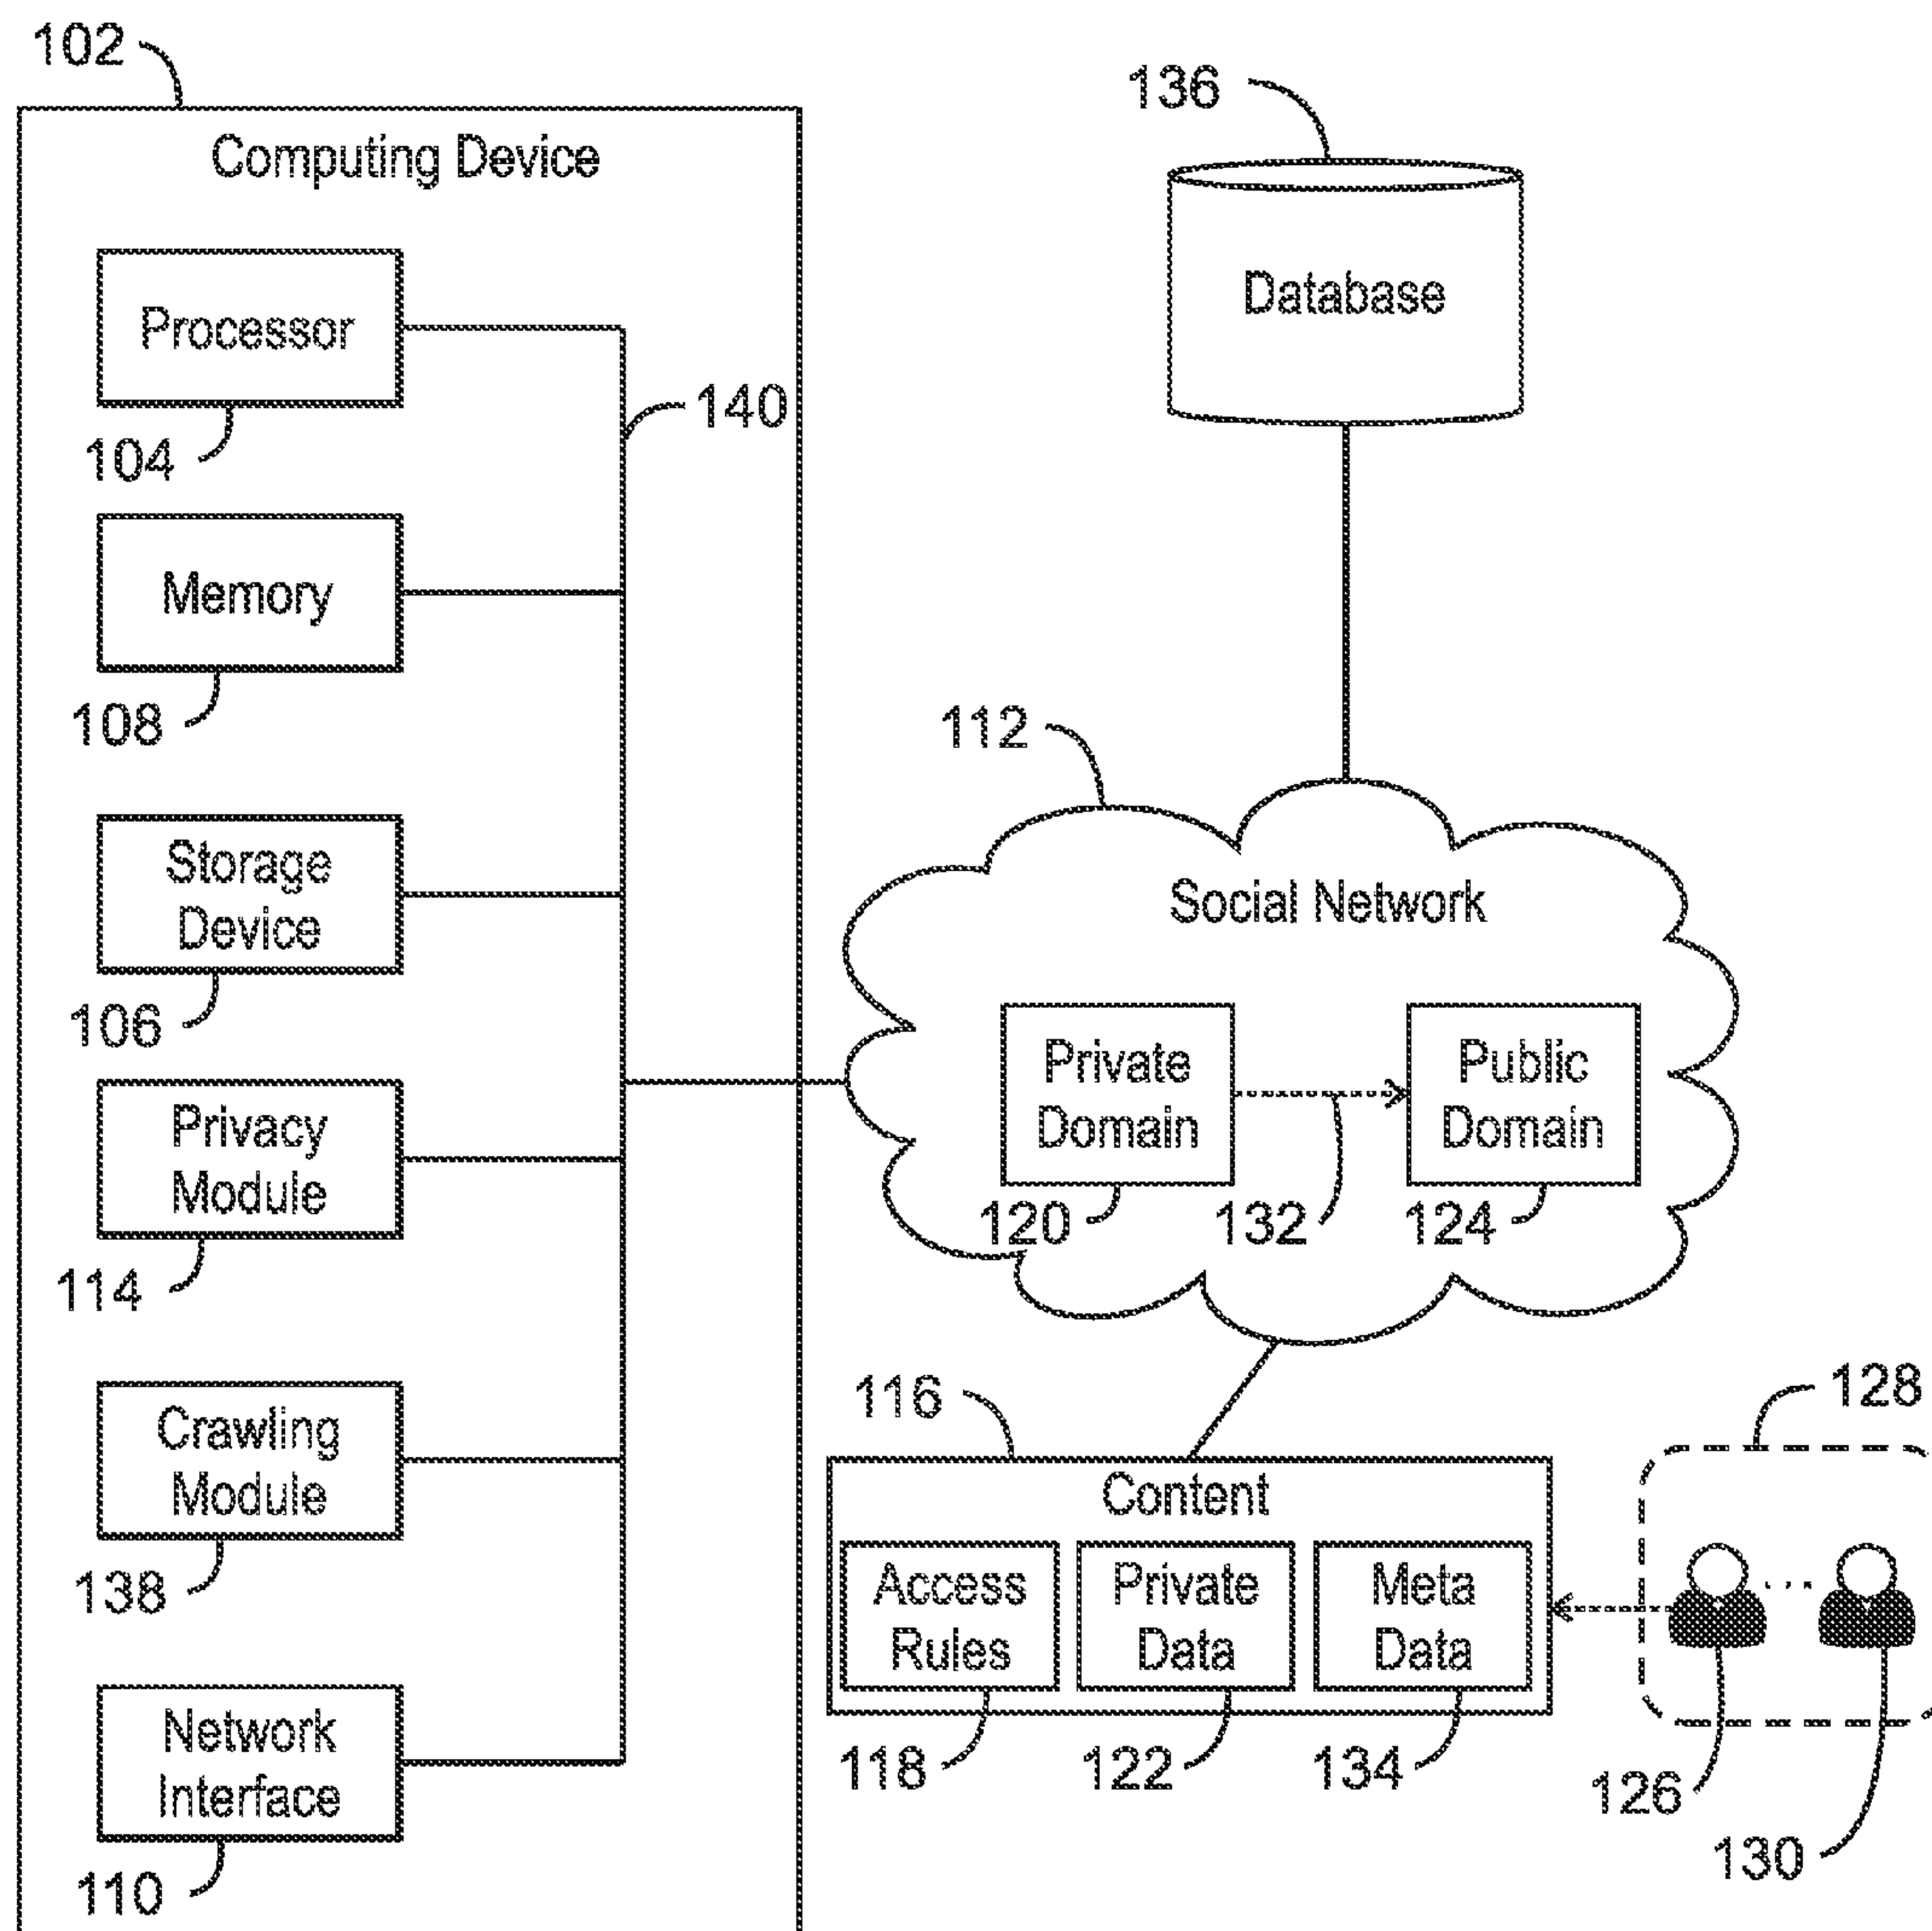 102
Computing Device
Processor
104
140
Memory
108
Storage
Device
106
Privacy
Module
114
Crawling
Module
138
Network
Interface
110
136
Database
112
Social Network
Private
Domain
120
132
Public
Domain
124
116
Content
Access
Rules
118
Private
Data
122
Meta
Data
134
128
...
126
130